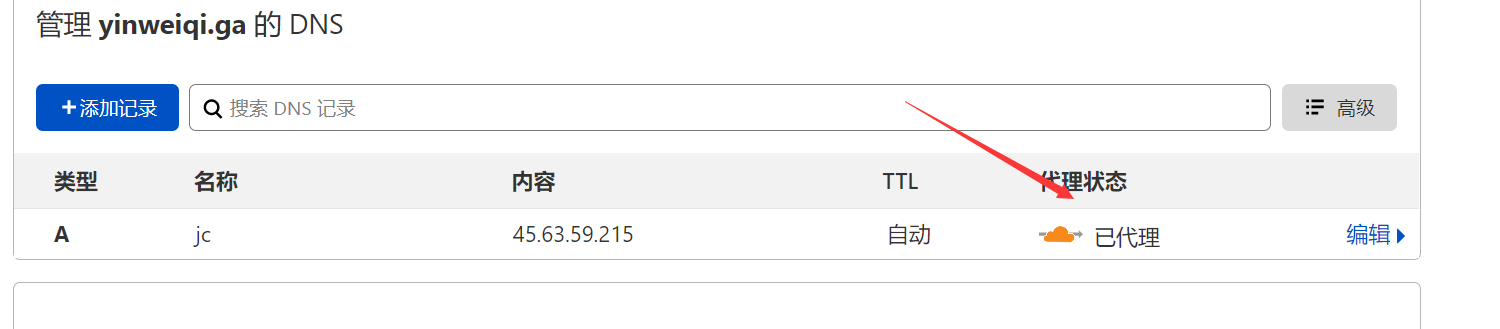 管理 yinweiqi.ga 的 DNS
+添加记录 搜索 DNS 记录 高级
类型 名称 内容 TTL 代理状态
A jc 45.63.59.215 自动 已代理 编辑